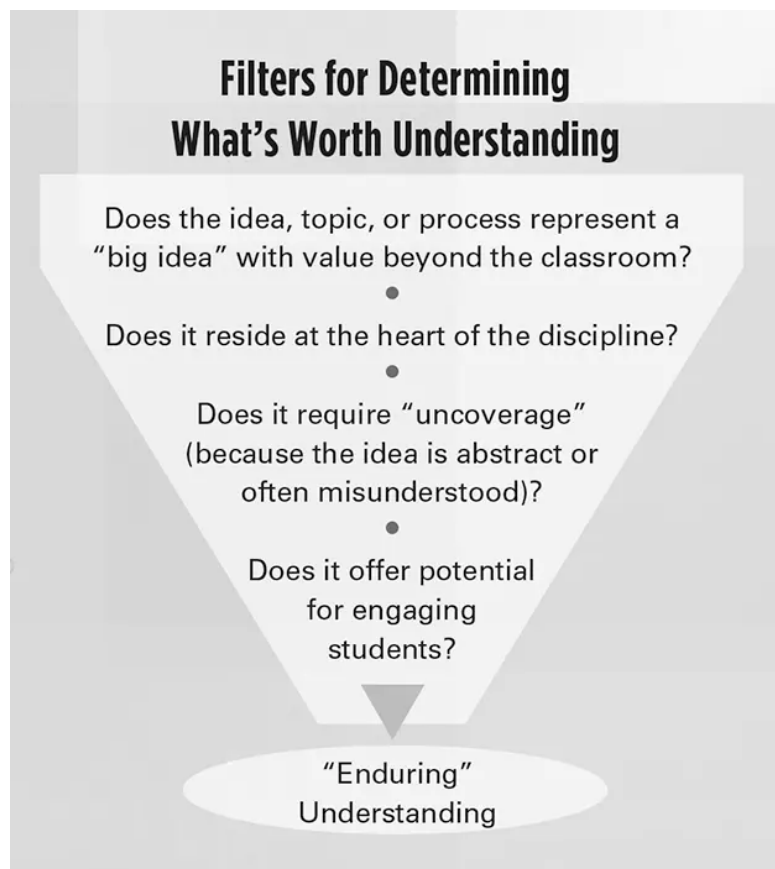 Filters for Determining
What’s Worth Understanding
Does the idea, topic, or process represent a
“big idea” with value beyond the classroom?
Does it reside at the heart of the discipline?
Does it require “uncoverage”
(because the idea is abstract or
often misunderstood)?
Does it offer potential
for engaging
students?
“Enduring”
Understanding